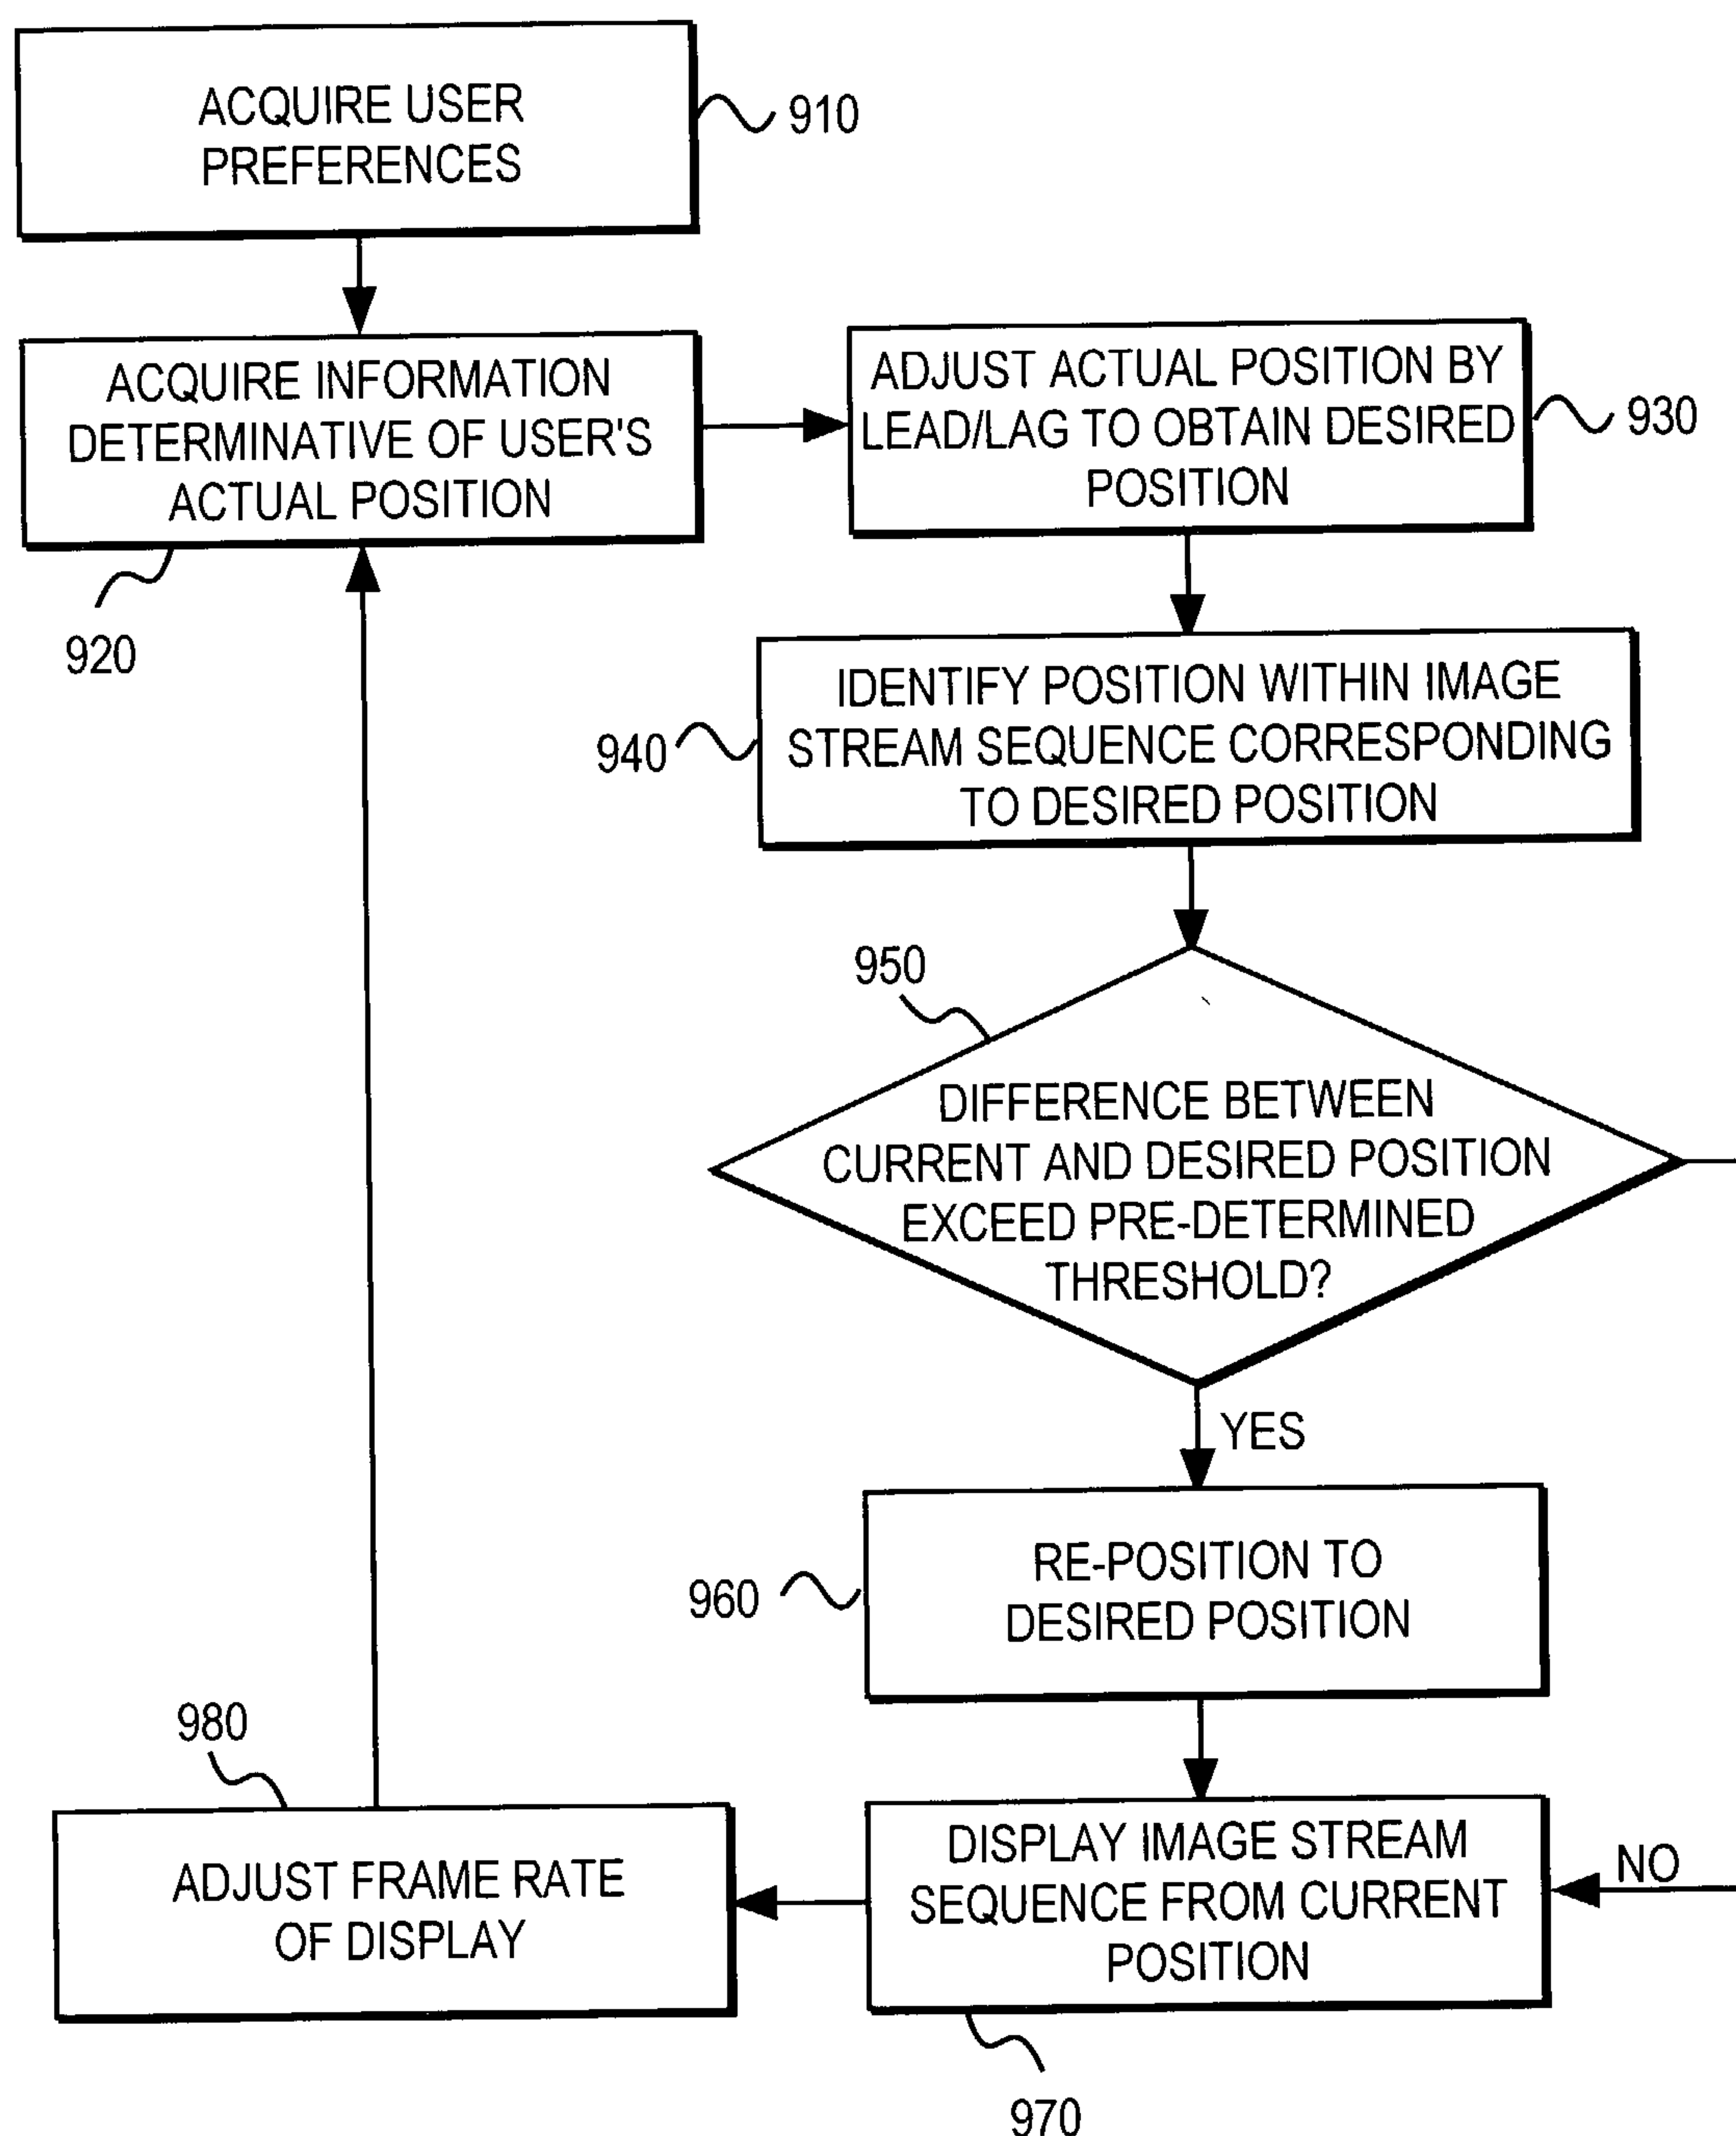 ACQUIRE USER
PREFERENCES
910
ACQUIRE INFORMATION
DETERMINATIVE OF USER'S
ACTUAL POSITION
920
ADJUST ACTUAL POSITION BY
LEAD/LAG TO OBTAIN DESIRED
POSITION
930
IDENTIFY POSITION WITHIN IMAGE
STREAM SEQUENCE CORRESPONDING
TO DESIRED POSITION
940
950
DIFFERENCE BETWEEN
CURRENT AND DESIRED POSITION
EXCEED PRE-DETERMINED
THRESHOLD?
YES
RE-POSITION TO
DESIRED POSITION
960
DISPLAY IMAGE STREAM
SEQUENCE FROM CURRENT
POSITION
NO
970
980
ADJUST FRAME RATE
OF DISPLAY